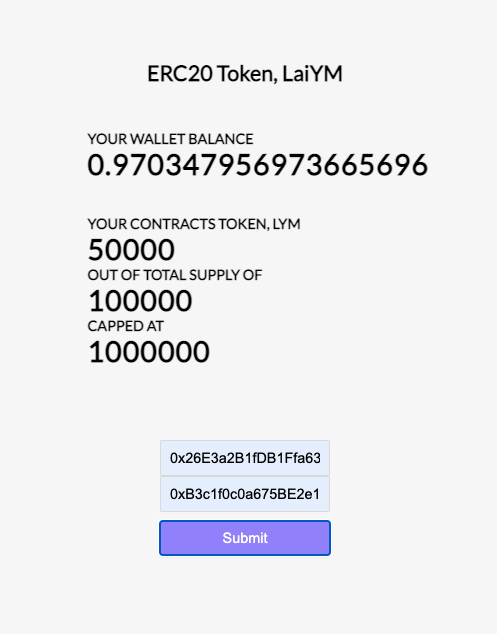 ERC20 Token, LaiYM
YOUR WALLET BALANCE
0.970347956973665696
YOUR CONTRACTS TOKEN, LYM
50000
OUT OF TOTAL SUPPLY OF
100000
CAPPED AT
1000000
0x26E3a2B1fDB1Ffa63
0xB3c1f0c0a675BE2e1
Submit